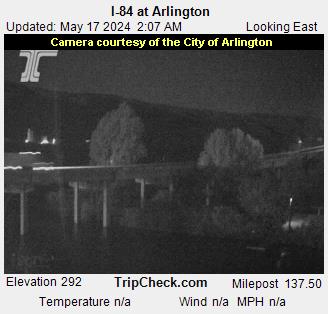 I-84 at Arlington
Updated: May 17 2024 2:07 AM Looking East
Camera courtesy of the City of Arlington
Elevation 292 TripCheck.com Milepost 137.50
Temperature n/a Wind n/a MPH n/a